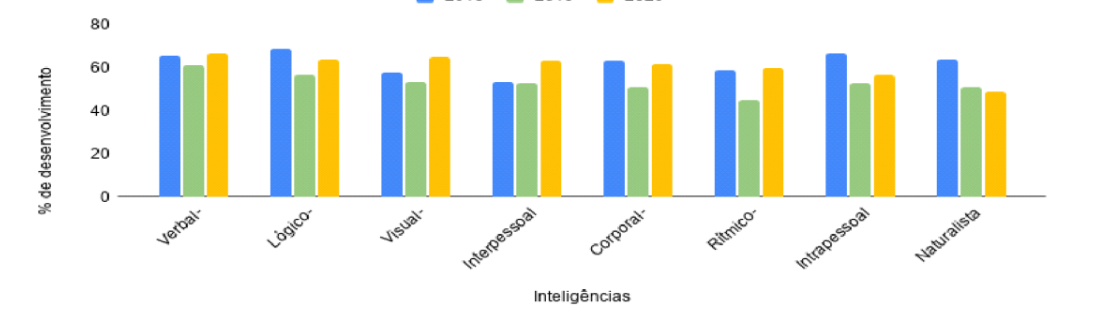 80
60
40
20
0
% de desenvolvimento
Verbal-
Lógico-
Visual-
Interpessoal
Corporal-
Rítmico-
Intrapessoal
Naturalista
Inteligências